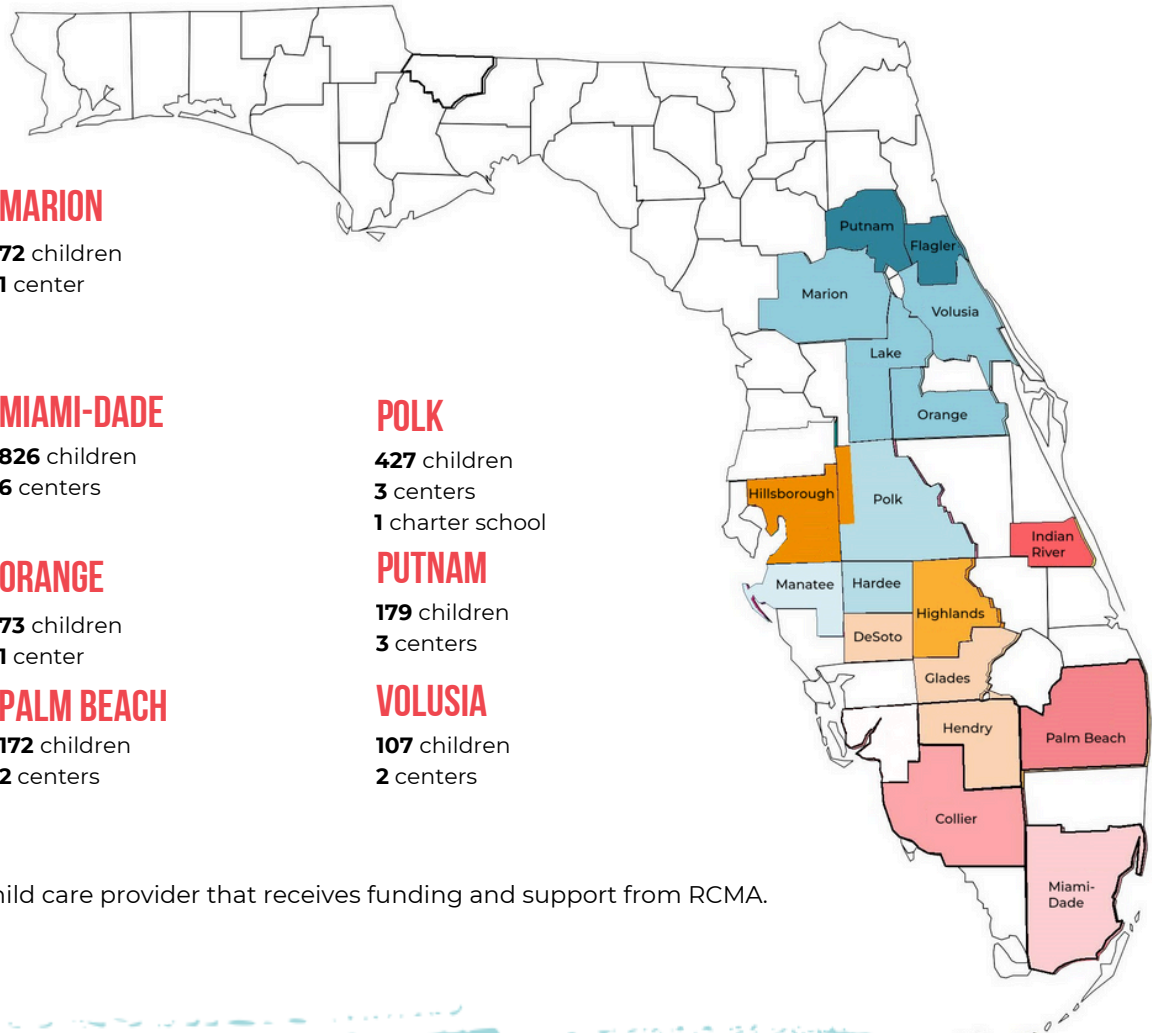 MARION
72 children
1 center
MIAMI-DADE
826 children
6 centers
ORANGE
73 children
1 center
PALM BEACH
172 children
2 centers
POLK
427 children
3 centers
1 charter school
PUTNAM
179 children
3 centers
VOLUSIA
107 children
2 centers
Putnam
Flagler
Marion
Volusia
Lake
Orange
Hillsborough
Polk
Indian
River
Manatee
Hardee
Highlands
DeSoto
Glades
Hendry
Palm Beach
Collier
Miami-
Dade
hild care provider that receives funding and support from RCMA.